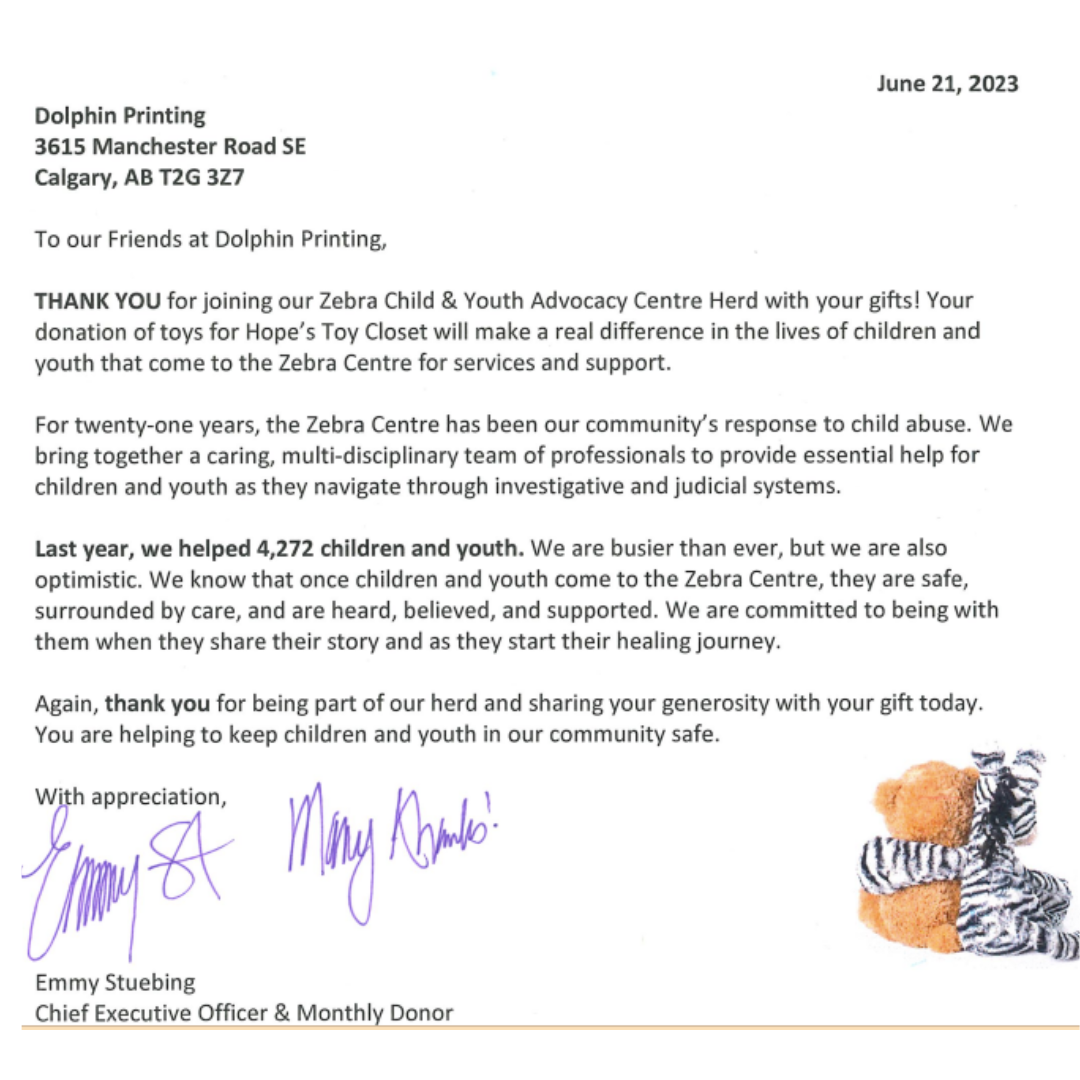 June 21, 2023
Dolphin Printing
3615 Manchester Road SE
Calgary, AB T2G 3Z7
To our Friends at Dolphin Printing,
THANK YOU for joining our Zebra Child & Youth Advocacy Centre Herd with your gifts! Your
donation of toys for Hope's Toy Closet will make a real difference in the lives of children and
youth that come to the Zebra Centre for services and support.
For twenty-one years, the Zebra Centre has been our community's response to child abuse. We
bring together a caring, multi-disciplinary team of professionals to provide essential help for
children and youth as they navigate through investigative and judicial systems.
Last year, we helped 4,272 children and youth. We are busier than ever, but we are also
optimistic. We know that once children and youth come to the Zebra Centre, they are safe,
surrounded by care, and are heard, believed, and supported. We are committed to being with
them when they share their story and as they start their healing journey.
Again, thank you for being part of our herd and sharing your generosity with your gift today.
You are helping to keep children and youth in our community safe.
With appreciation,
Emmy St Many Thanks!
Emmy Stuebing
Chief Executive Officer & Monthly Donor